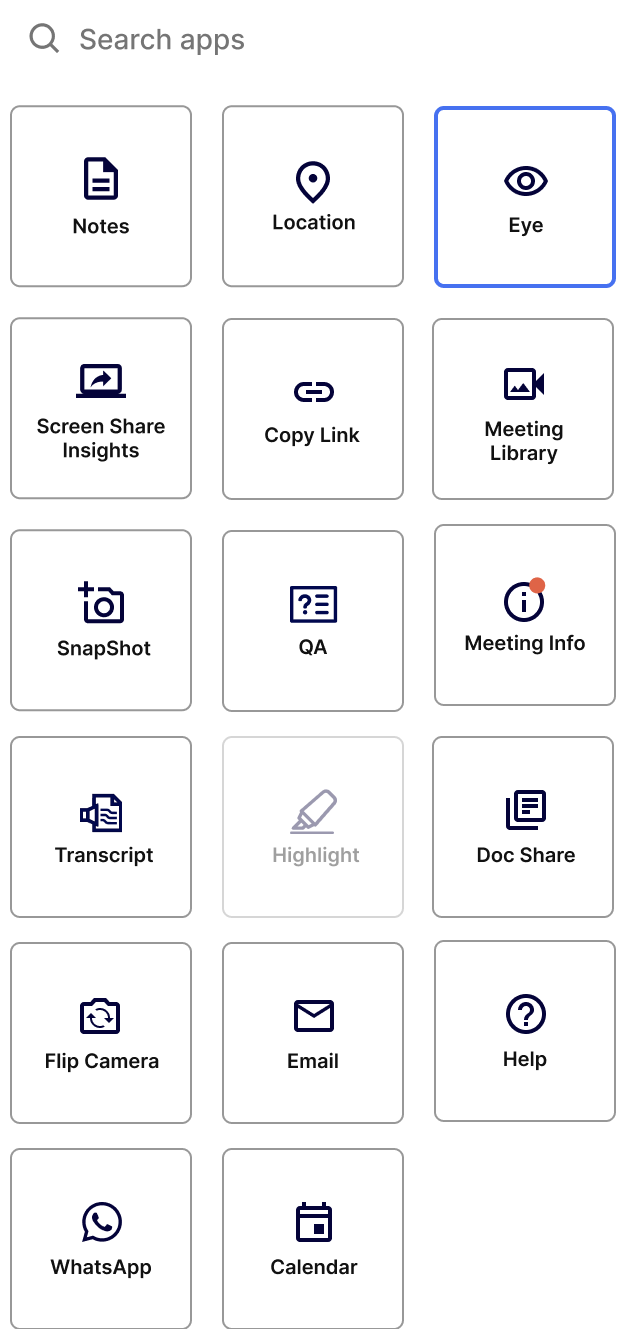 Search apps
Notes
Location
Eye
Screen Share
Insights
Copy Link
Meeting
Library
SnapShot
QA
Meeting Info
Transcript
Highlight
Doc Share
Flip Camera
Email
Help
WhatsApp
Calendar